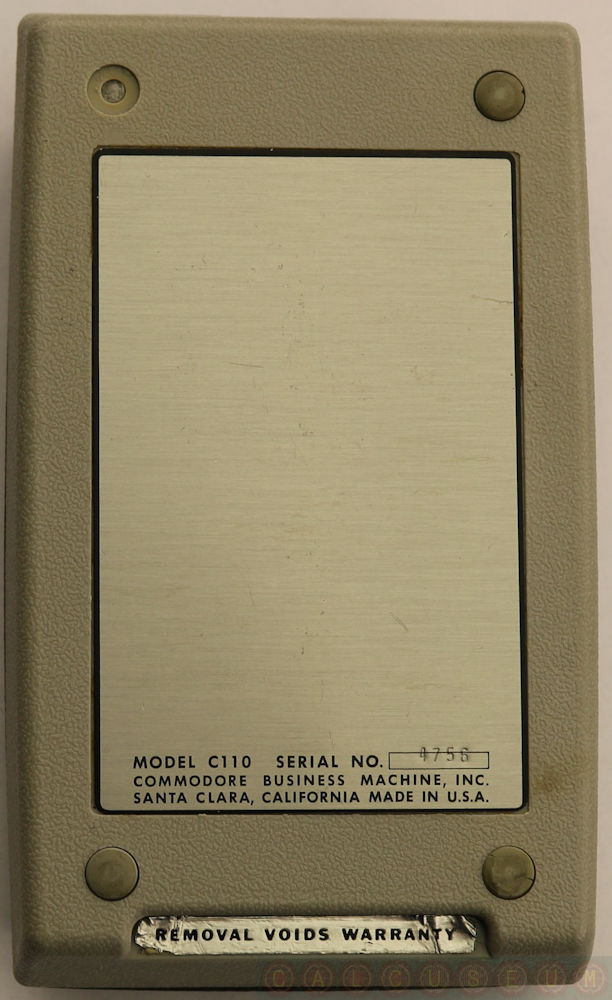 MODEL C110 SERIAL NO. 4756
COMMODORE BUSINESS MACHINE, INC.
SANTA CLARA, CALIFORNIA MADE IN U.S.A.
REMOVAL VOIDS WARRANTY
CALCUSEUM